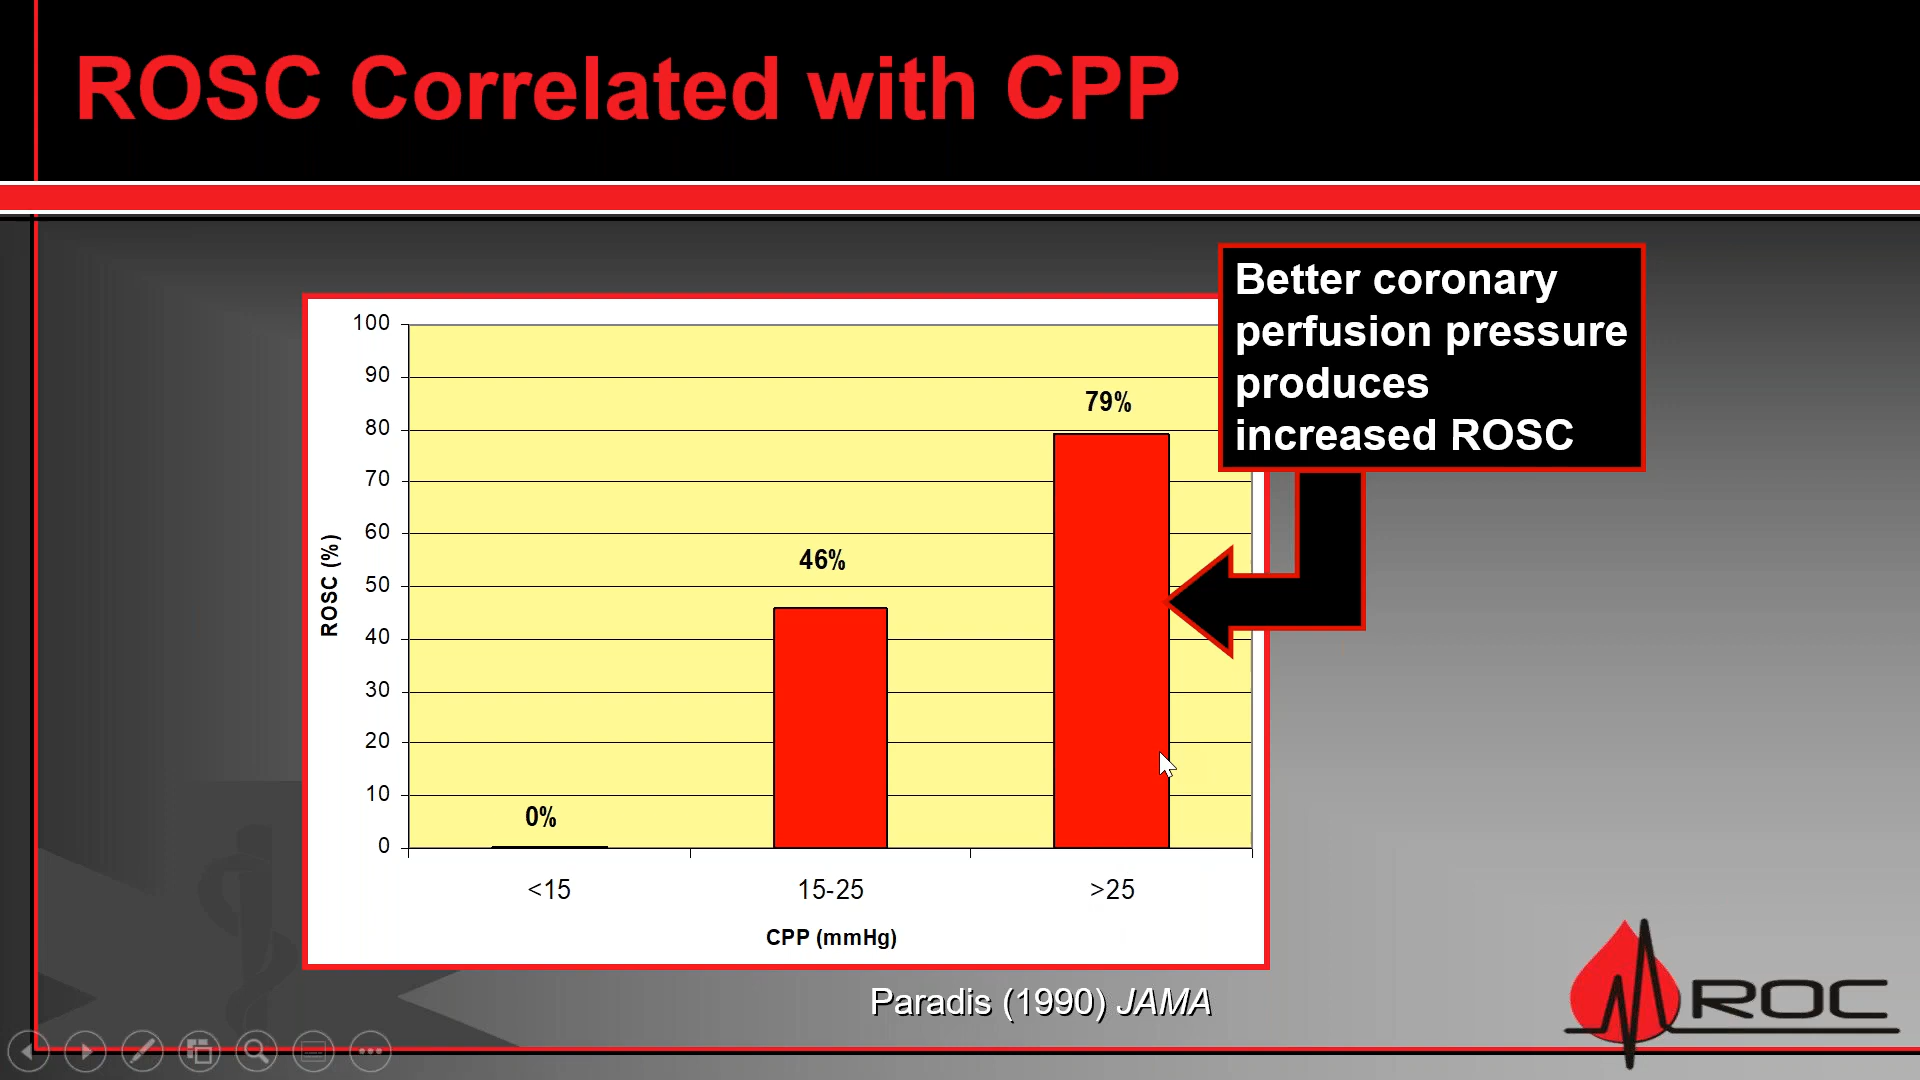 ROSC Correlated with CPP
Better coronary
perfusion pressure
produces
increased ROSC
100
90
80
70
60
50
40
30
20
10
0
ROSC (%)
0%
46%
79%
<15
15-25
>25
CPP (mmHg)
Paradis (1990) JAMA
ROC